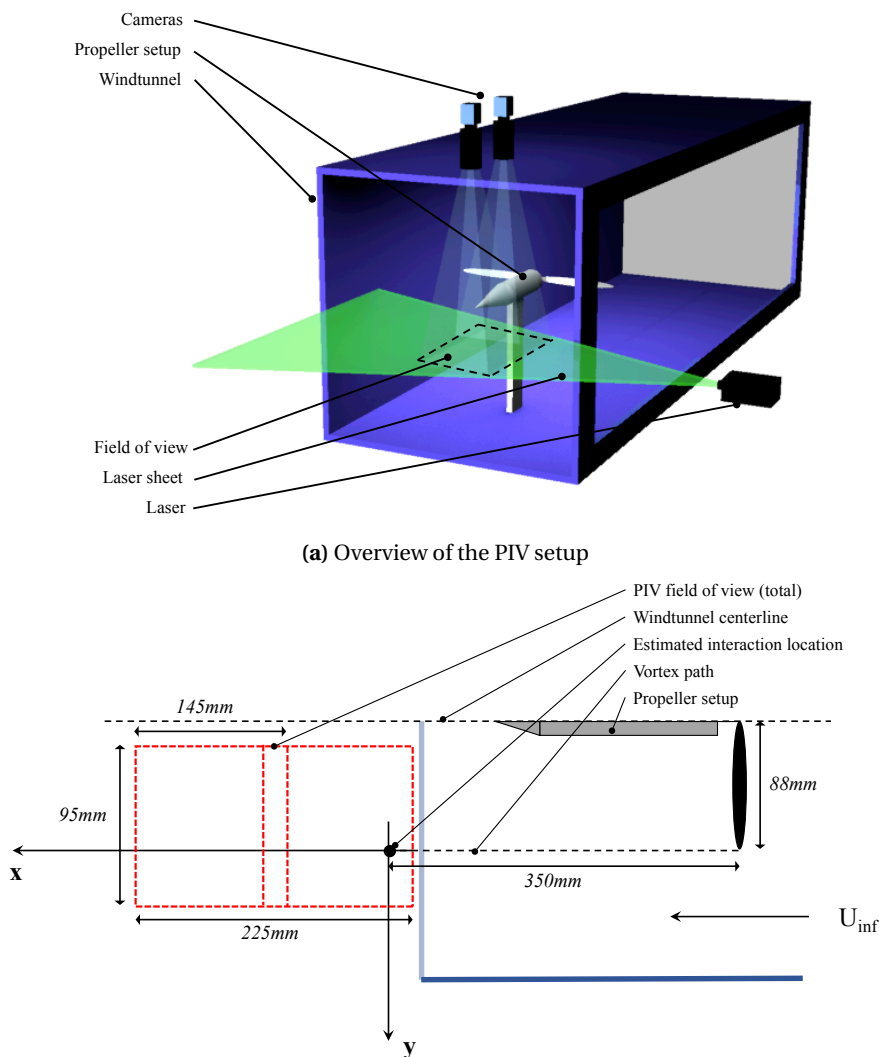 Cameras
Propeller setup
Windtunnel
Field of view
Laser sheet
Laser
(a) Overview of the PIV setup
PIV field of view (total)
Windtunnel centerline
Estimated interaction location
Vortex path
Propeller setup
145mm
95mm
88mm
x
350mm
225mm
U_inf
y